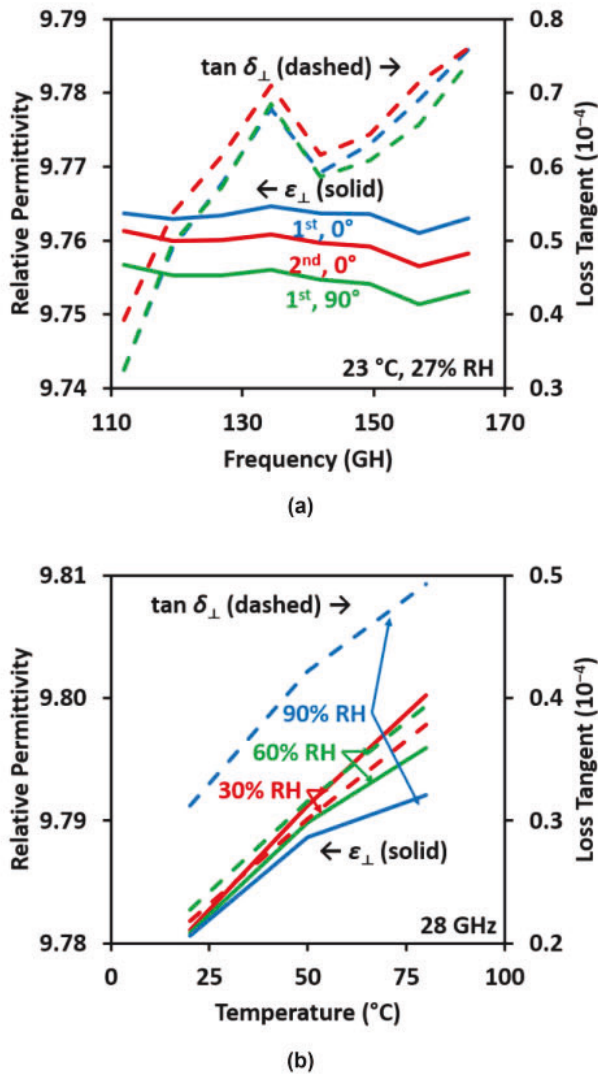 9.79
9.78
9.77
9.76
9.75
9.74
Relative Permittivity
tan δ⊥ (dashed) →
← ε⊥ (solid)
1st, 0°
2nd, 0°
1st, 90°
23 °C, 27% RH
0.8
0.7
0.6
0.5
0.4
0.3
Loss Tangent (10⁻⁴)
110 130 150 170
Frequency (GH)
(a)
9.81
9.80
9.79
9.78
Relative Permittivity
tan δ⊥ (dashed) →
90% RH
60% RH
30% RH
← ε⊥ (solid)
28 GHz
0.5
0.4
0.3
0.2
Loss Tangent (10⁻⁴)
0 25 50 75 100
Temperature (°C)
(b)